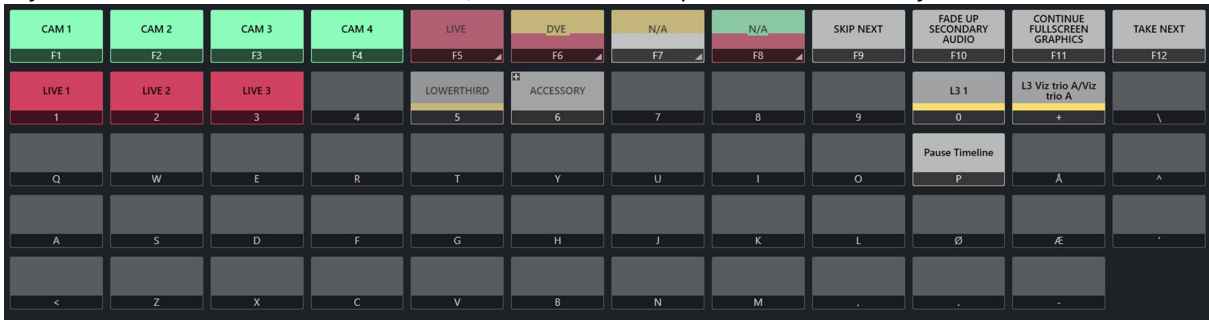 CAM 1 CAM 2 CAM 3 CAM 4 LIVE DVE N/A N/A SKIP NEXT FADE UP SECONDARY AUDIO CONTINUE FULLSCREEN GRAPHICS TAKE NEXT
F1 F2 F3 F4 F5 F6 F7 F8 F9 F10 F11 F12
LIVE 1 LIVE 2 LIVE 3 LOWERTHIRD ACCESSORY L3 1 L3 Viz trio A/Viz trio A
1 2 3 4 5 6 7 8 9 0 + \
Pause Timeline
Q W E R T Y U I O P Å ^
A S D F G H J K L Ø Æ '
< Z X C V B N M , . -